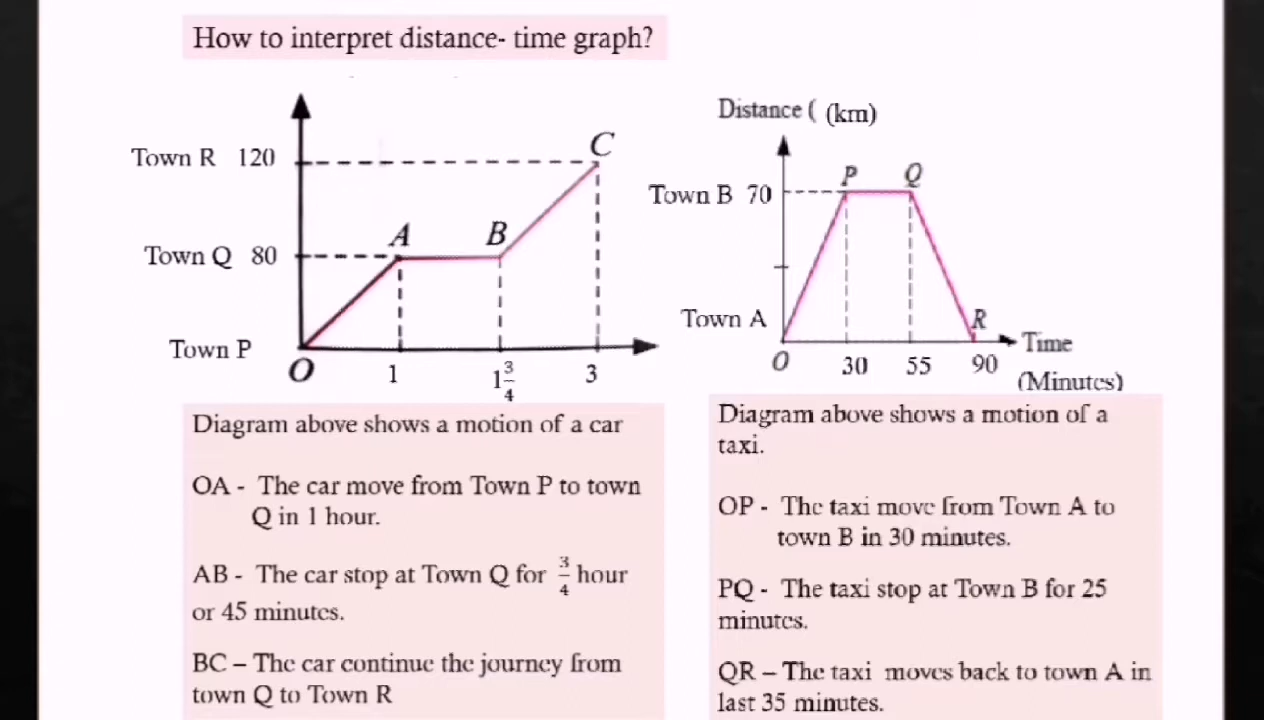 How to interpret distance- time graph?
Town R 120
C
A
B
Town Q 80
Town P
O
1
1 3/4
3
Diagram above shows a motion of a car
OA - The car move from Town P to town
Q in 1 hour.
AB - The car stop at Town Q for 3/4 hour
or 45 minutes.
BC – The car continue the journey from
town Q to Town R
Distance ( (km)
P
Q
Town B 70
Town A
R
Time
O
30
55
90
(Minutes)
Diagram above shows a motion of a
taxi.
OP - The taxi move from Town A to
town B in 30 minutes.
PQ - The taxi stop at Town B for 25
minutes.
QR – The taxi moves back to town A in
last 35 minutes.